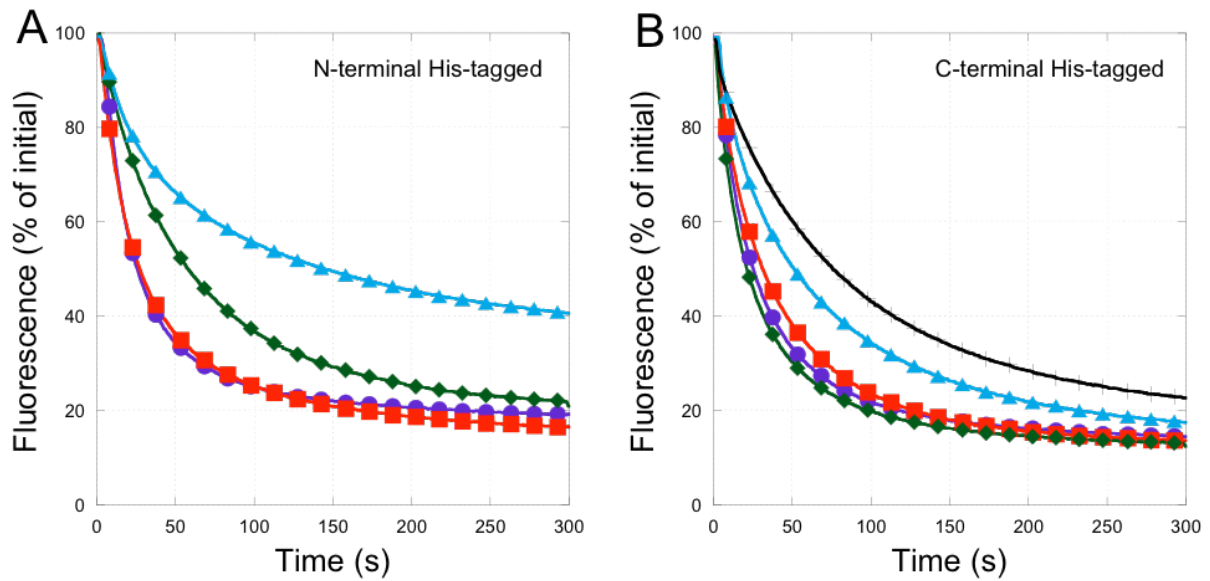 A
B
N-terminal His-tagged
C-terminal His-tagged
Fluorescence (% of initial)
100
80
60
40
20
0
0 50 100 150 200 250 300
Time (s)
Fluorescence (% of initial)
100
80
60
40
20
0
0 50 100 150 200 250 300
Time (s)